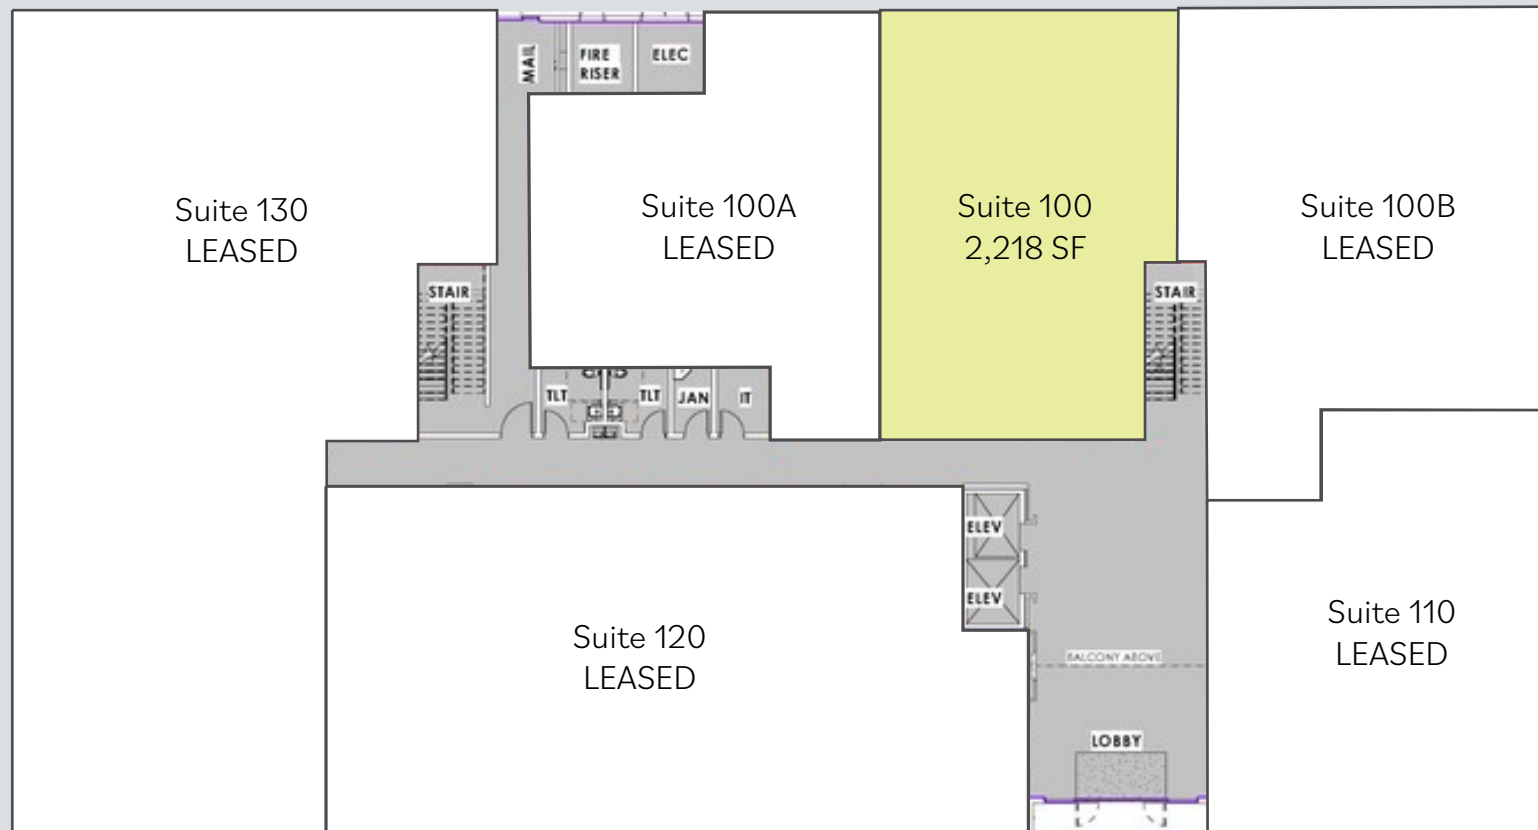 MAIL
FIRE
RISER
ELEC
Suite 130
LEASED
Suite 100A
LEASED
Suite 100
2,218 SF
Suite 100B
LEASED
STAIR
STAIR
TLT
TLT
JAN
IT
ELEV
ELEV
Suite 120
LEASED
Suite 110
LEASED
BALCONY ABOVE
LOBBY